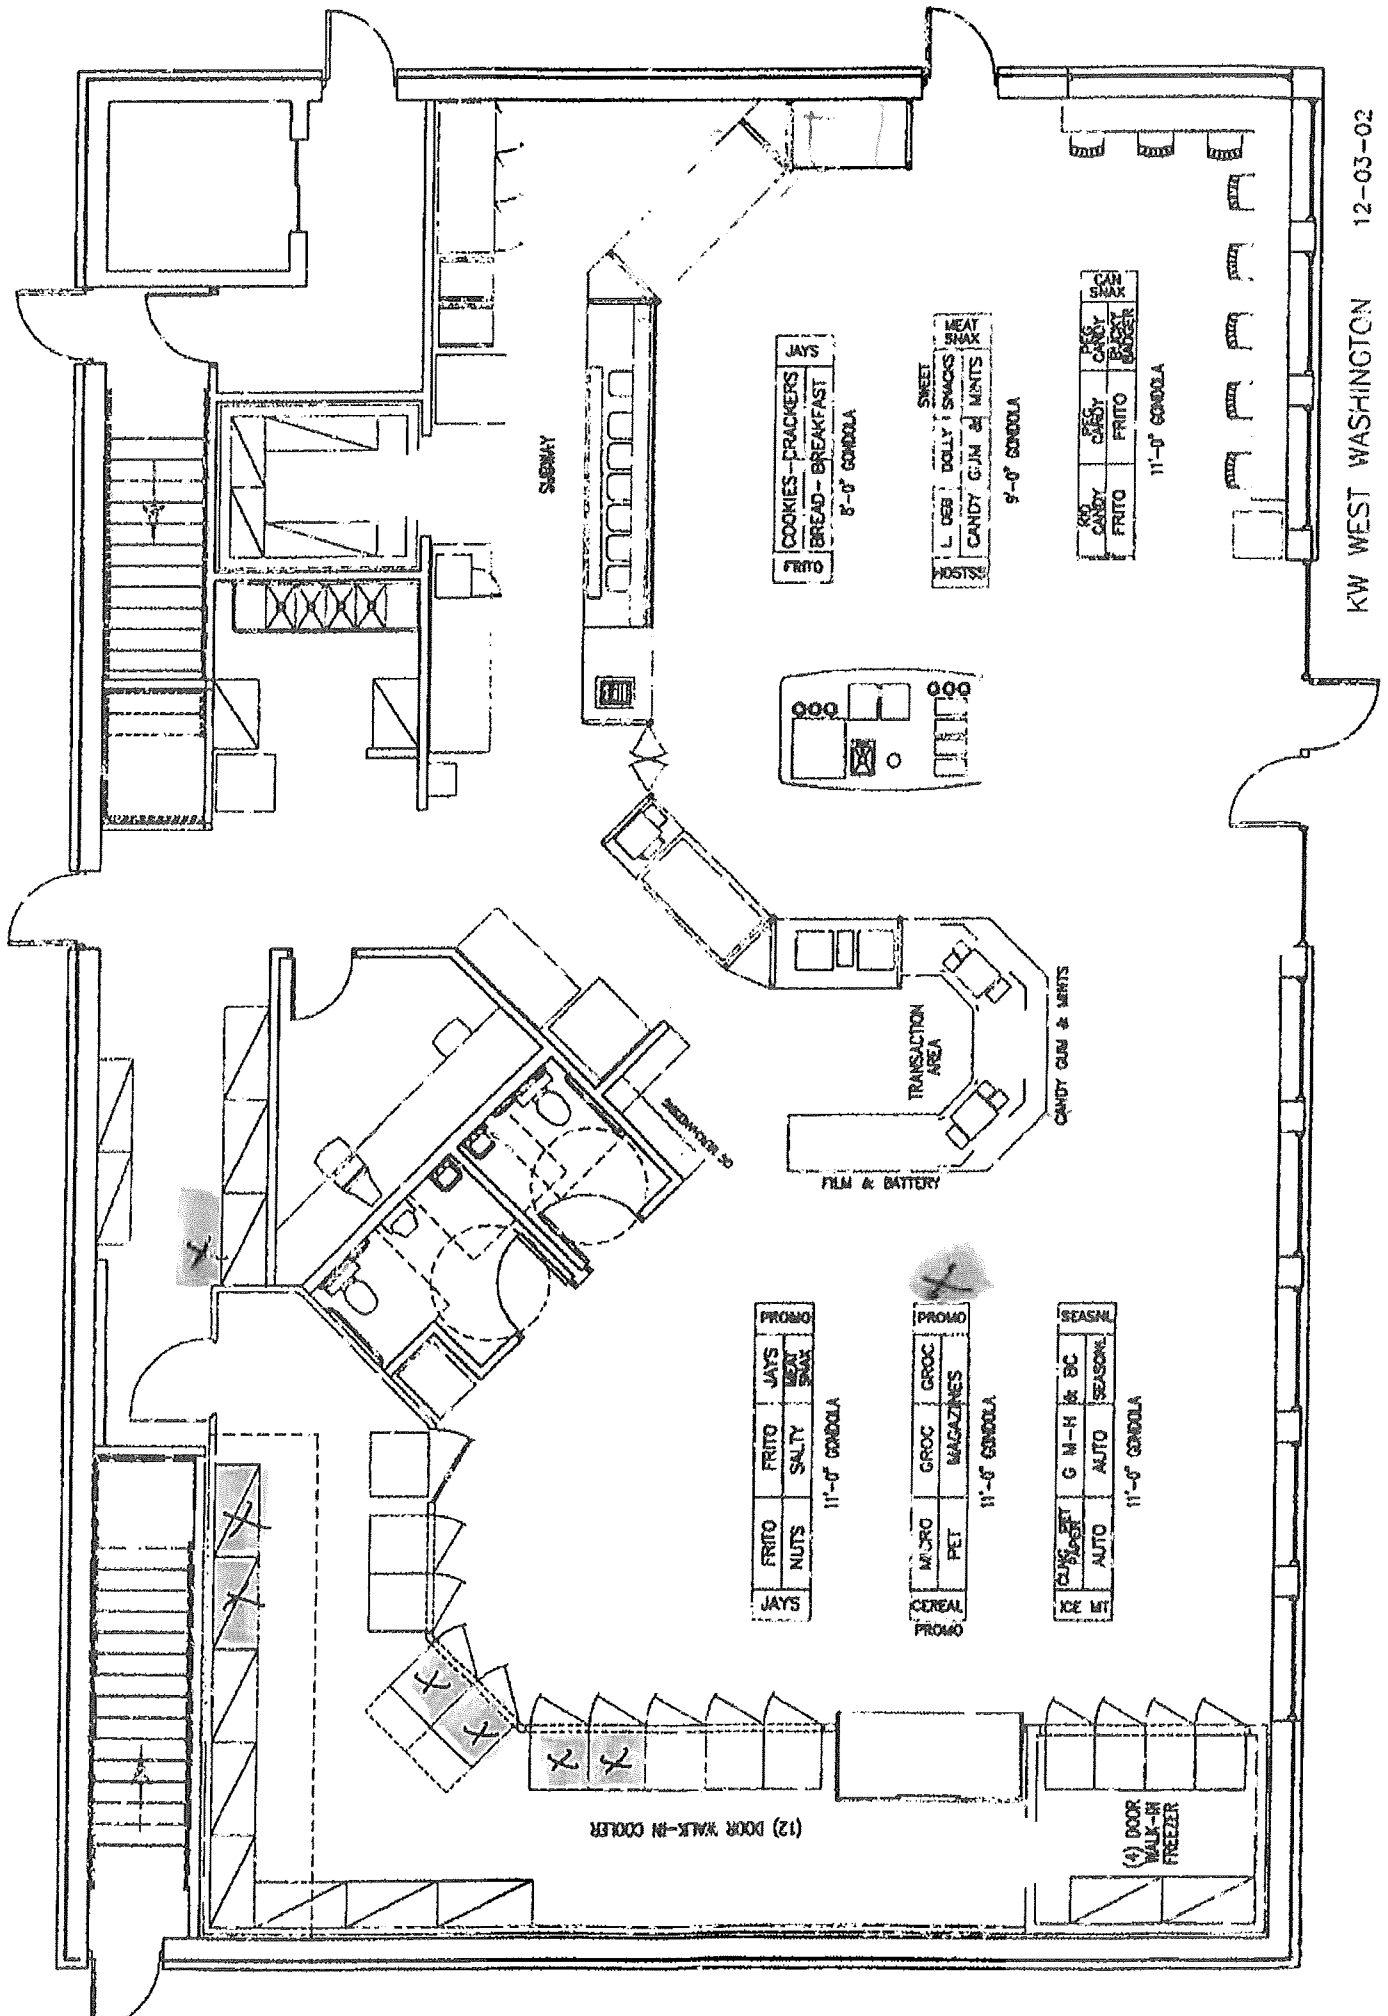 KW WEST WASHINGTON 12-03-02
SUBWAY
JAYS
COOKIES-CRACKERS
BREAD-BREAKFAST
FRITO
8'-0" GONDOLA
MEAT SNAX
SWEET
L DEB DOLLY SNACKS
CANDY GUM & MINTS
9'-0" GONDOLA
CAN SNAX
KID CANDY
PEG CANDY
PEG CANDY
FRITO
FRITO
BUCKY BADGER
11'-0" GONDOLA
TRANSACTION AREA
CANDY GUM & MINTS
FILM & BATTERY
PROMO
FRITO
FRITO
JAYS
NUTS
SALTY
MEAT SNAX
JAYS
11'-0" GONDOLA
PROMO
MICRO
GROC
GROC
PET
MAGAZINES
CEREAL
PROMO
11'-0" GONDOLA
SEASNL
G M-H & BC
AUTO
AUTO
SEASONL
ICE MT
11'-0" GONDOLA
(12) DOOR WALK-IN COOLER
(4) DOOR
WALK-IN
FREEZER
X
X
X
X
X
X
X
X